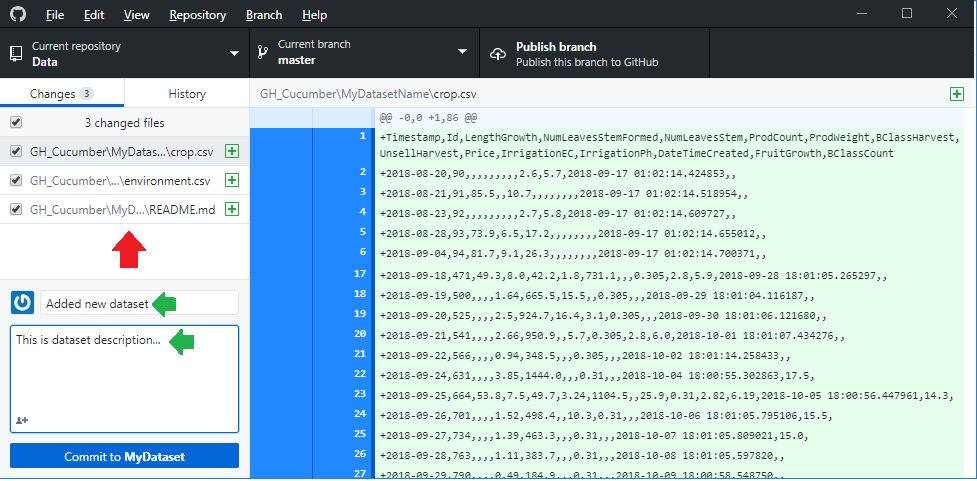 File Edit View Repository Branch Help
Current repository
Data
Current branch
master
Publish branch
Publish this branch to GitHub
Changes 3 History
3 changed files
GH_Cucumber\MyDatas...\crop.csv
GH_Cucumber\...\environment.csv
GH_Cucumber\MyD...\README.md
Added new dataset
This is dataset description...
Commit to MyDataset
GH_Cucumber\MyDatasetName\crop.csv
@@ -0,0 +1,86 @@
1 +Timestamp,Id,LengthGrowth,NumLeavesStemFormed,NumLeavesStem,ProdCount,ProdWeight,BClassHarvest,
UnsellHarvest,Price,IrrigationEC,IrrigationPh,DateTimeCreated,FruitGrowth,BClassCount
2 +2018-08-20,90,,,,,,,,,2.6,5.7,2018-09-17 01:02:14.424853,,
3 +2018-08-21,91,85.5,,10.7,,,,,,,,2018-09-17 01:02:14.518954,,
4 +2018-08-23,92,,,,,,,,,2.7,5.8,2018-09-17 01:02:14.609727,,
5 +2018-08-28,93,73.9,6.5,17.2,,,,,,,,2018-09-17 01:02:14.655012,,
6 +2018-09-04,94,81.7,9.1,26.3,,,,,,,,2018-09-17 01:02:14.700371,,
17 +2018-09-18,471,49.3,8.0,42.2,1.8,731.1,,,0.305,2.8,5.9,2018-09-28 18:01:05.265297,,
18 +2018-09-19,500,,,,1.64,665.5,15.5,,0.305,,,2018-09-29 18:01:04.116187,,
19 +2018-09-20,525,,,,2.5,924.7,16.4,3.1,0.305,,,2018-09-30 18:01:06.121680,,
20 +2018-09-21,541,,,,2.66,950.9,,5.7,0.305,2.8,6.0,2018-10-01 18:01:07.434276,,
21 +2018-09-22,566,,,,0.94,348.5,,,0.305,,,2018-10-02 18:01:14.258433,,
22 +2018-09-24,631,,,,3.85,1444.0,,,0.31,,,2018-10-04 18:00:55.302863,17.5,
23 +2018-09-25,664,53.8,7.5,49.7,3.24,1104.5,,25.9,0.31,2.82,6.19,2018-10-05 18:00:56.447961,14.3,
24 +2018-09-26,701,,,,1.52,498.4,,10.3,0.31,,,2018-10-06 18:01:05.795106,15.5,
25 +2018-09-27,734,,,,1.39,463.3,,,0.31,,,2018-10-07 18:01:05.809021,15.0,
26 +2018-09-28,763,,,,1.11,383.7,,,0.31,,,2018-10-08 18:01:05.597820,,
27 +2018-09-29,790,,,,0.49,184.9,,,0.31,,,2018-10-09 18:00:58.548750,,